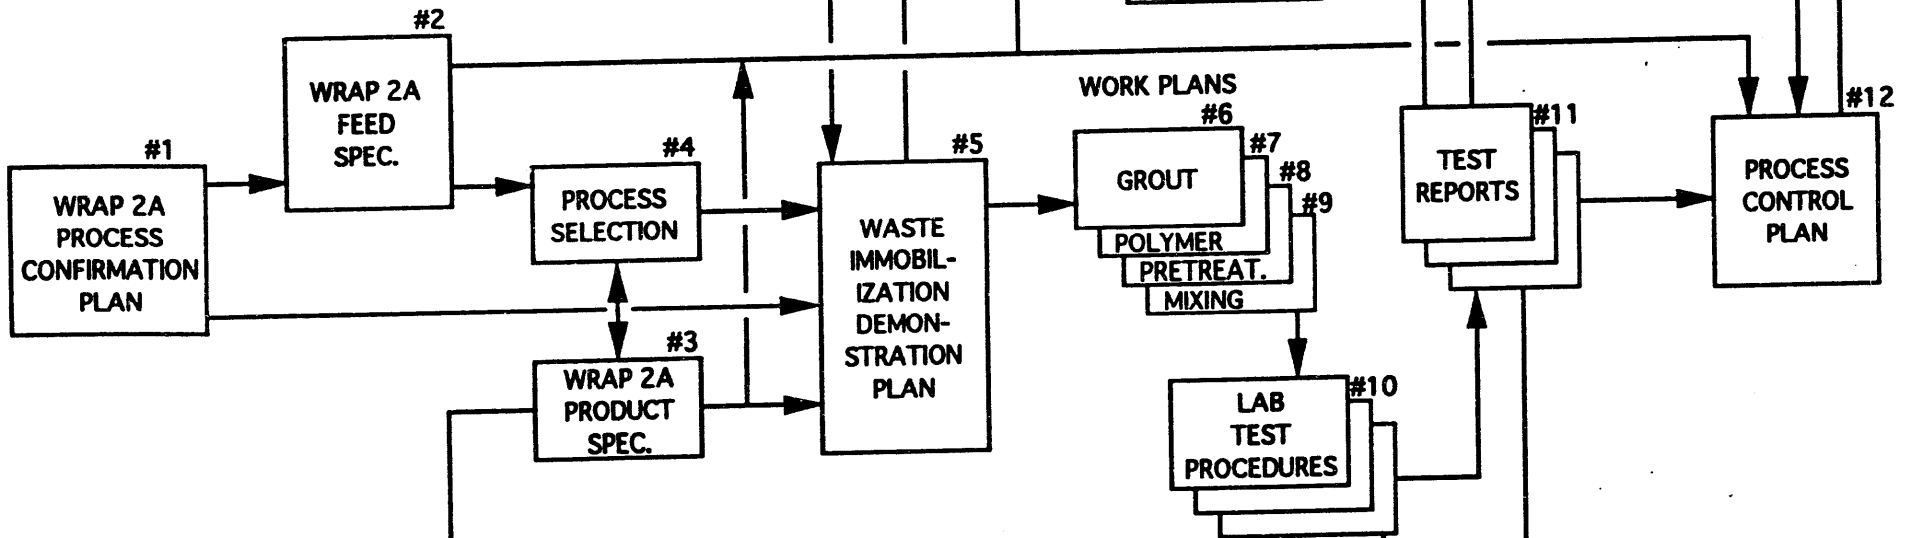 #1
WRAP 2A
PROCESS
CONFIRMATION
PLAN
#2
WRAP 2A
FEED
SPEC.
#4
PROCESS
SELECTION
#3
WRAP 2A
PRODUCT
SPEC.
#5
WASTE
IMMOBIL-
IZATION
DEMON-
STRATION
PLAN
WORK PLANS
#6
GROUT
#7
POLYMER
#8
PRETREAT.
#9
MIXING
#10
LAB
TEST
PROCEDURES
#11
TEST
REPORTS
#12
PROCESS
CONTROL
PLAN